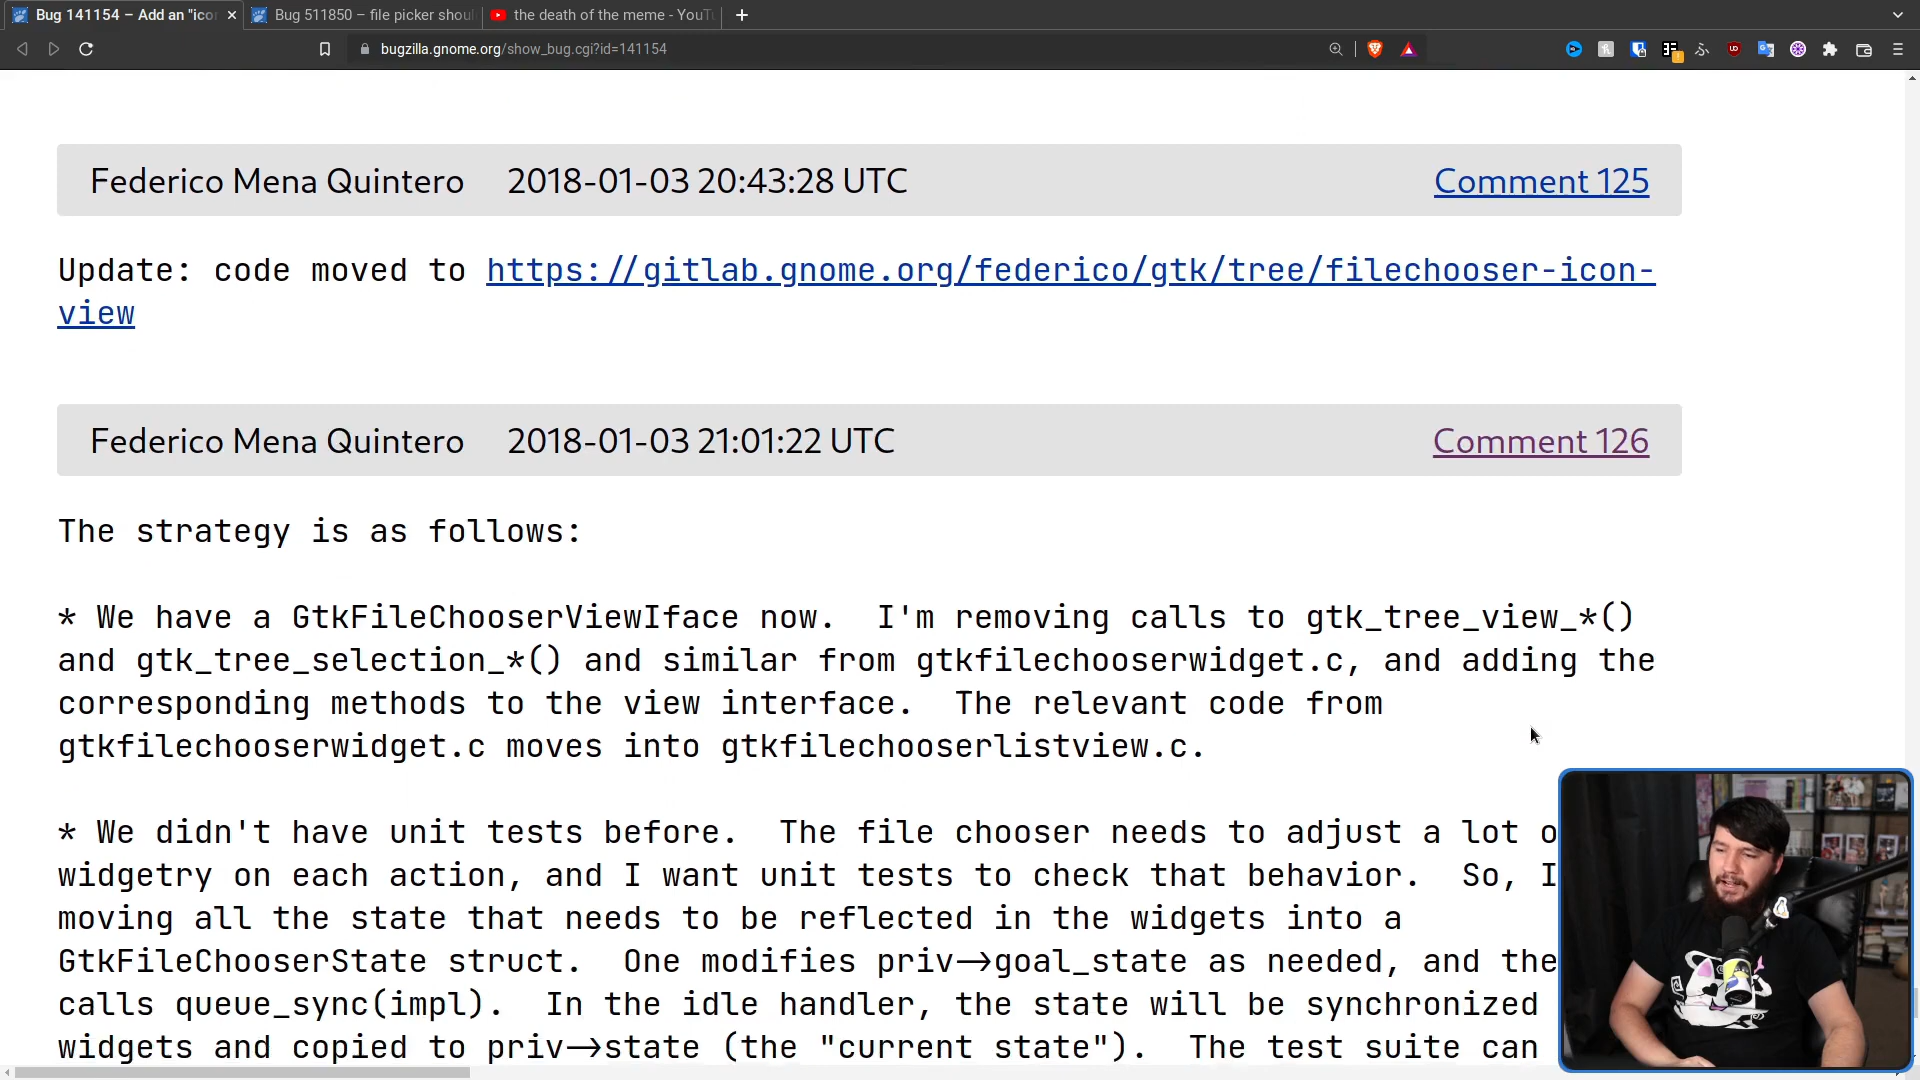 Bug 141154 – Add an "ico
Bug 511850 – file picker shoul
the death of the meme - YouTu
bugzilla.gnome.org/show_bug.cgi?id=141154
Federico Mena Quintero 2018-01-03 20:43:28 UTC Comment 125
Update: code moved to https://gitlab.gnome.org/federico/gtk/tree/filechooser-icon-
view
Federico Mena Quintero 2018-01-03 21:01:22 UTC Comment 126
The strategy is as follows:
* We have a GtkFileChooserViewIface now. I'm removing calls to gtk_tree_view_*()
and gtk_tree_selection_*() and similar from gtkfilechooserwidget.c, and adding the
corresponding methods to the view interface. The relevant code from
gtkfilechooserwidget.c moves into gtkfilechooserlistview.c.
* We didn't have unit tests before. The file chooser needs to adjust a lot o
widgetry on each action, and I want unit tests to check that behavior. So, I
moving all the state that needs to be reflected in the widgets into a
GtkFileChooserState struct. One modifies priv->goal_state as needed, and the
calls queue_sync(impl). In the idle handler, the state will be synchronized
widgets and copied to priv->state (the "current state"). The test suite can